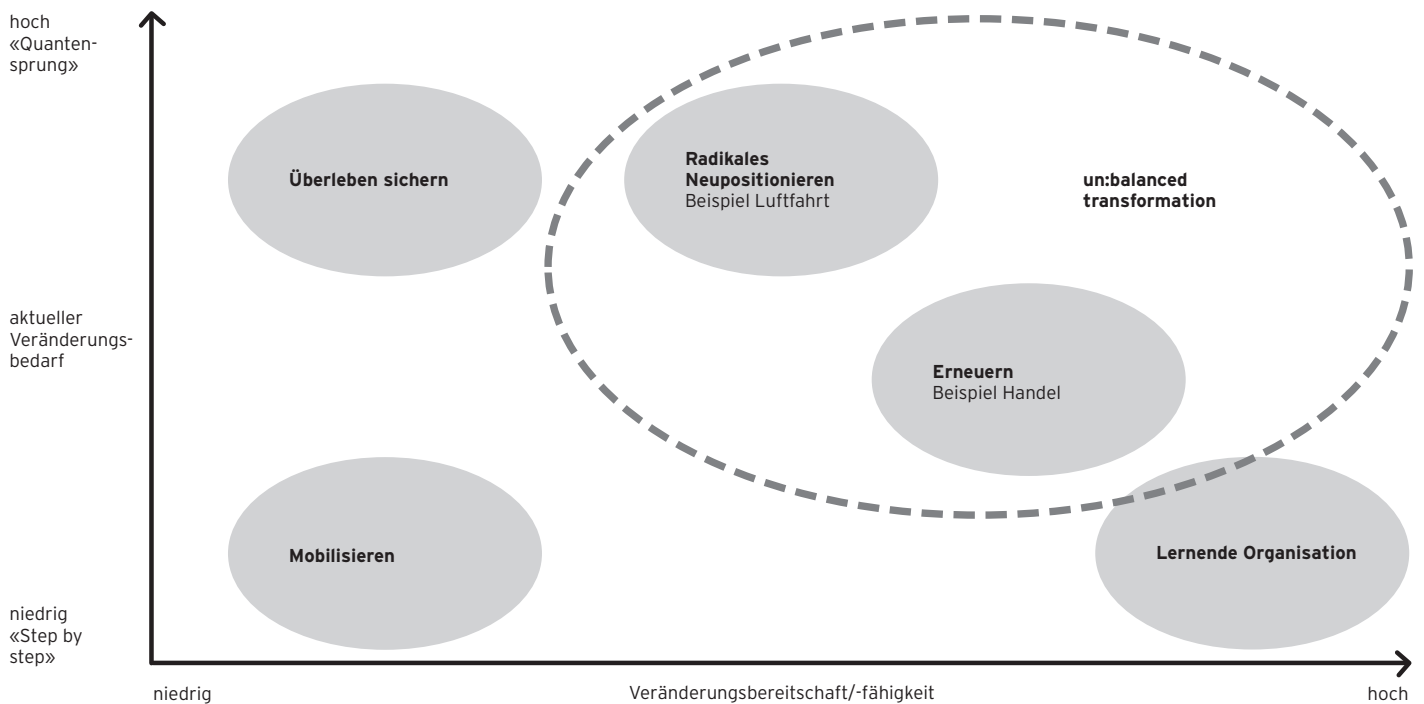 hoch
«Quanten-
sprung»
Überleben sichern
Radikales
Neupositionieren
Beispiel Luftfahrt
un:balanced
transformation
aktueller
Veränderungs-
bedarf
Erneuern
Beispiel Handel
Mobilisieren
Lernende Organisation
niedrig
«Step by
step»
niedrig
Veränderungsbereitschaft/-fähigkeit
hoch